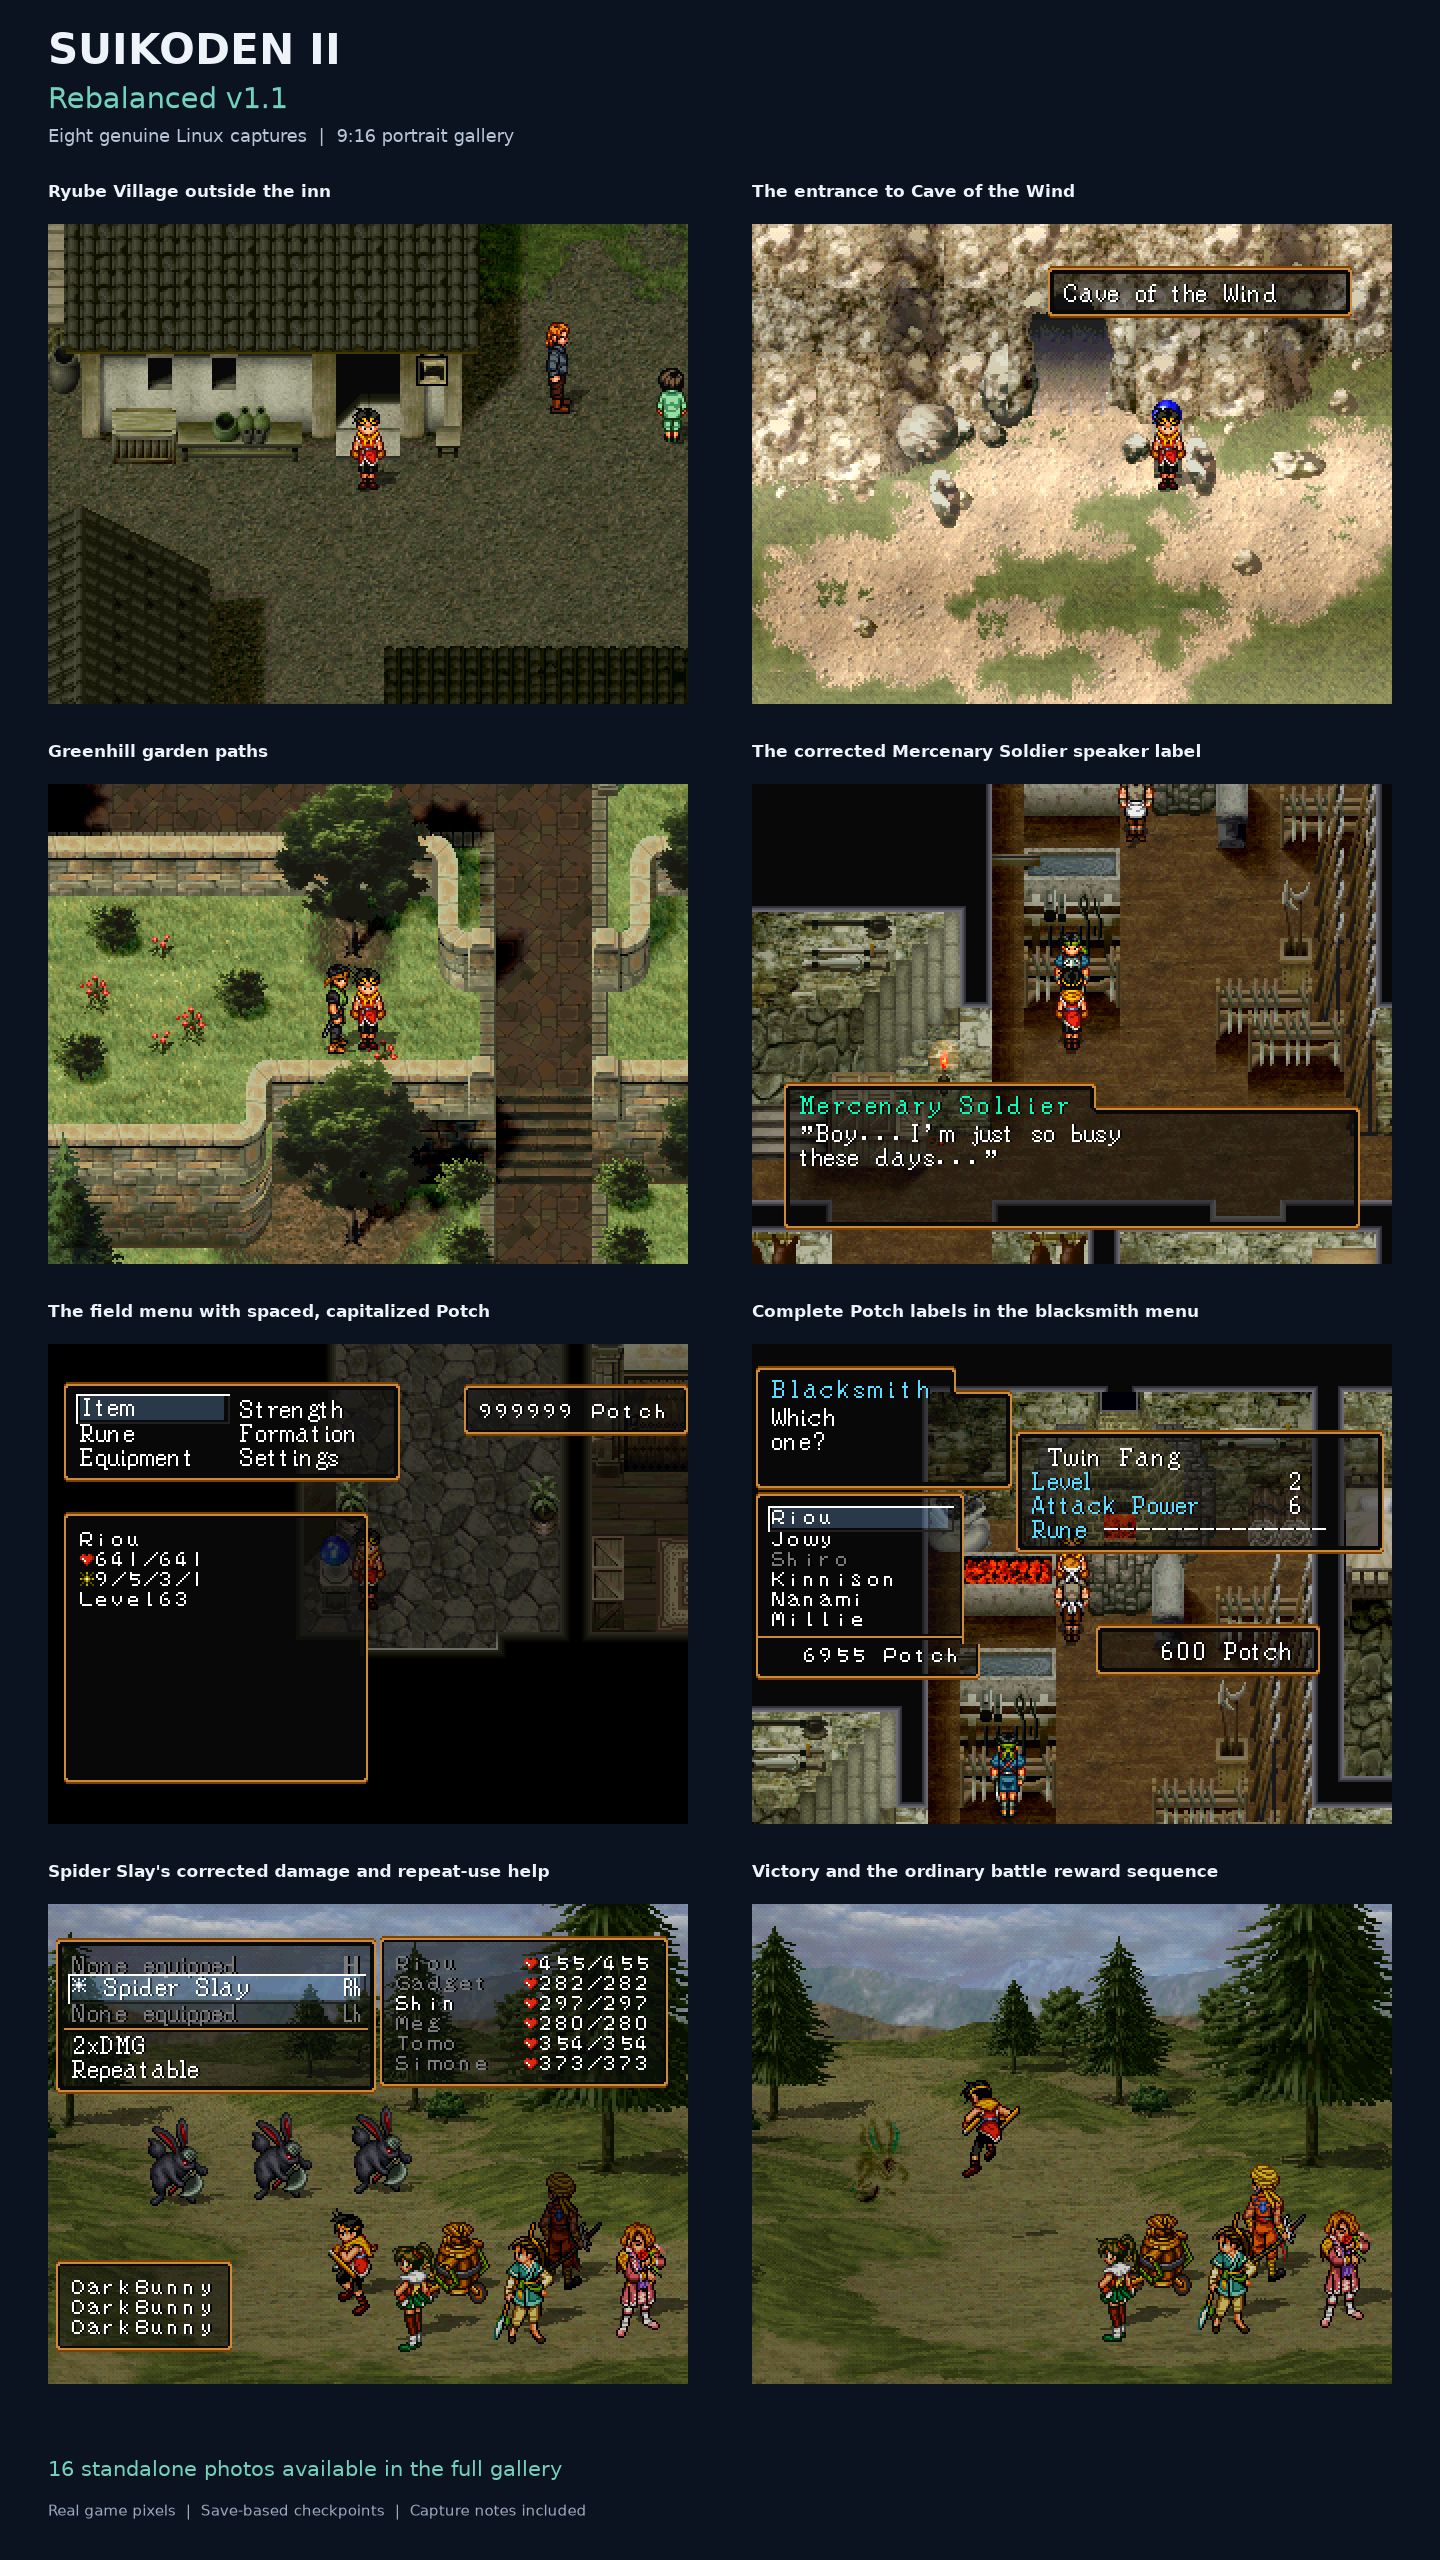 SUIKODEN II
Rebalanced v1.1
Eight genuine Linux captures | 9:16 portrait gallery
Ryube Village outside the inn
The entrance to Cave of the Wind
Cave of the Wind
Greenhill garden paths
The corrected Mercenary Soldier speaker label
Mercenary Soldier
"Boy...I'm just so busy
these days..."
The field menu with spaced, capitalized Potch
Item Strength
Rune Formation
Equipment Settings
999999 Potch
Riou
641/641
9/5/3/1
Level63
Complete Potch labels in the blacksmith menu
Blacksmith
Which
one?
Twin Fang
Level 2
Attack Power 6
Rune --------------
Riou
Jowy
Shiro
Kinnison
Nanami
Millie
6955 Potch
600 Potch
Spider Slay's corrected damage and repeat-use help
None equipped H
Spider Slay Rh
None equipped Lh
2xDMG
Repeatable
Riou 455/455
Gadget 282/282
Shin 297/297
Meg 280/280
Tomo 354/354
Simone 373/373
DarkBunny
DarkBunny
DarkBunny
Victory and the ordinary battle reward sequence
16 standalone photos available in the full gallery
Real game pixels | Save-based checkpoints | Capture notes included